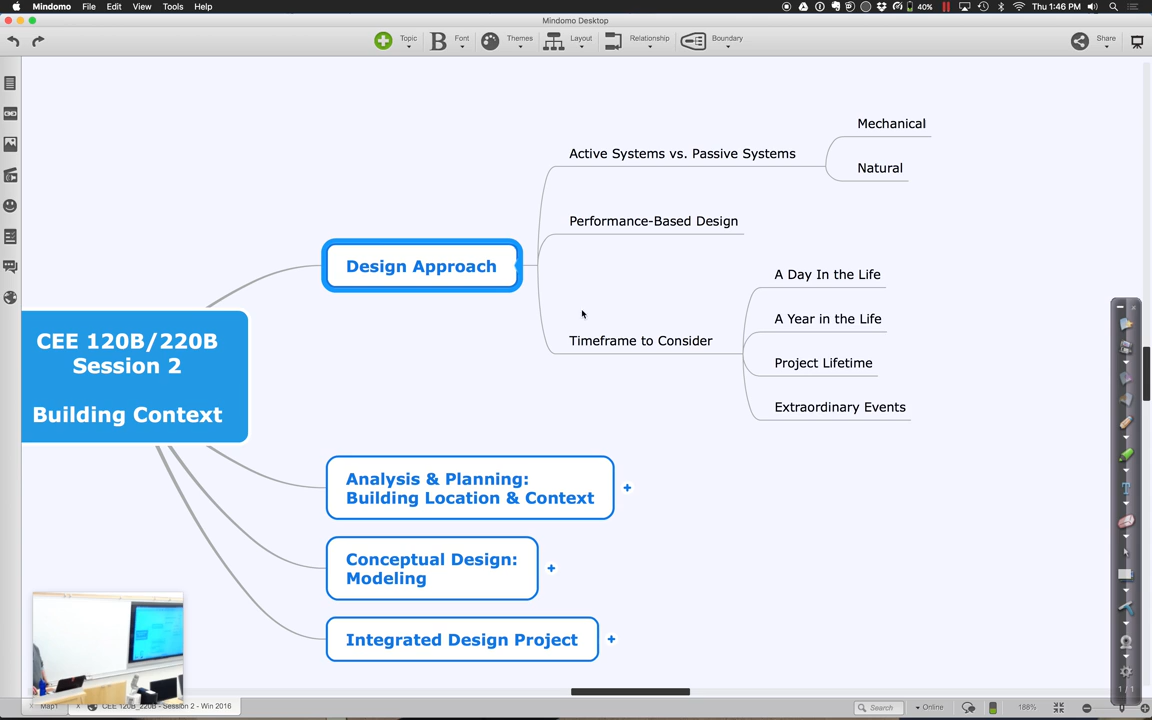 Mindomo File Edit View Tools Help
40% Thu 1:46 PM
Mindomo Desktop
Topic Font Themes Layout Relationship Boundary Share
Mechanical
Active Systems vs. Passive Systems
Natural
Performance-Based Design
Design Approach
A Day In the Life
A Year in the Life
Timeframe to Consider
Project Lifetime
Extraordinary Events
CEE 120B/220B
Session 2
Building Context
Analysis & Planning:
Building Location & Context
Conceptual Design:
Modeling
Integrated Design Project
1 / 1
Map1 CEE 120B_220B - Session 2 - Win 2016
Search Online 188%